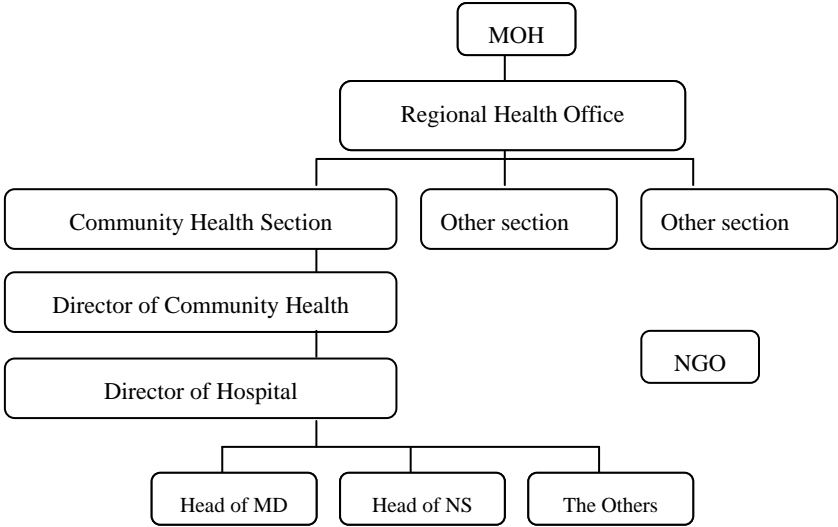 MOH
Regional Health Office
Community Health Section
Other section
Other section
Director of Community Health
NGO
Director of Hospital
Head of MD
Head of NS
The Others